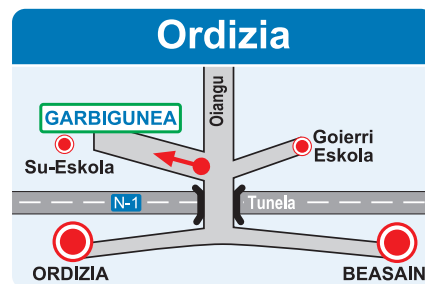 Ordizia
Oiangu
GARBIGUNEA
Su-Eskola
Goierri
Eskola
N-1
Tunela
ORDIZIA
BEASAIN